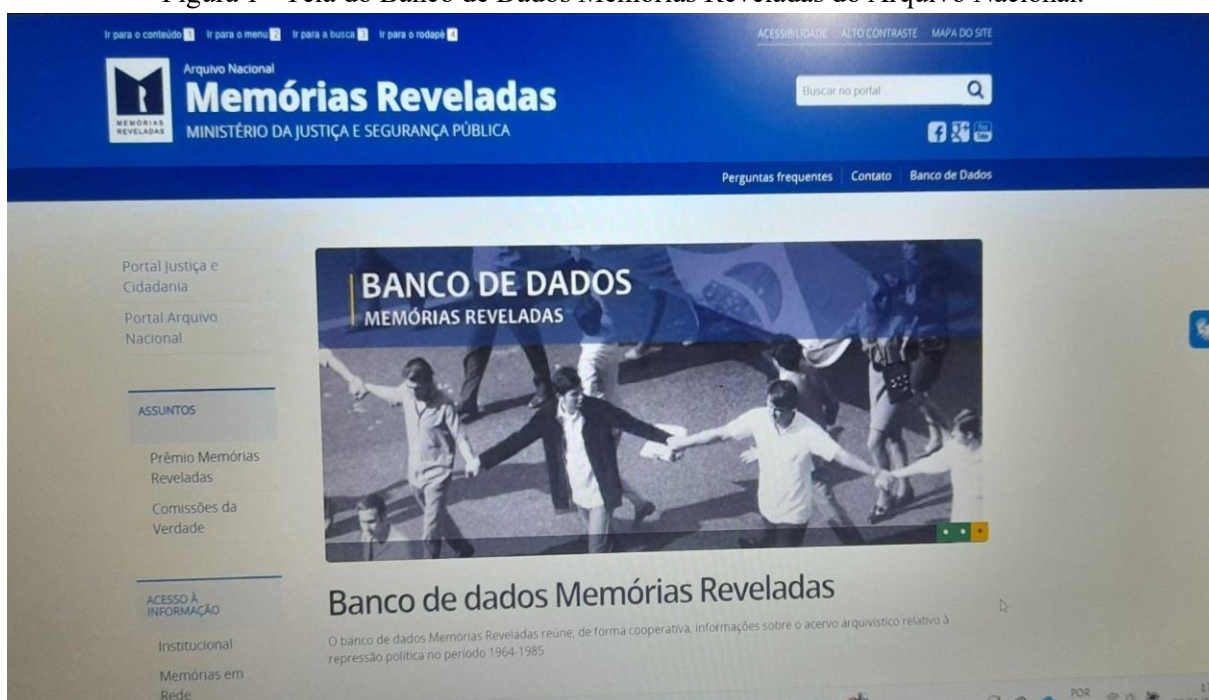 Figura 1 - Tela do Banco de Dados Memórias Reveladas do Arquivo Nacional.
Ir para o conteúdo 1 Ir para o menu 2 Ir para a busca 3 Ir para o rodapé 4
ACESSIBILIDADE ALTO CONTRASTE MAPA DO SITE
Arquivo Nacional
Memórias Reveladas
MINISTÉRIO DA JUSTIÇA E SEGURANÇA PÚBLICA
MEMÓRIAS
REVELADAS
Buscar no portal
Perguntas frequentes Contato Banco de Dados
Portal Justiça e
Cidadania
Portal Arquivo
Nacional
ASSUNTOS
Prêmio Memórias
Reveladas
Comissões da
Verdade
ACESSO À
INFORMAÇÃO
Institucional
Memórias em
Rede
BANCO DE DADOS
MEMÓRIAS REVELADAS
Banco de dados Memórias Reveladas
O banco de dados Memórias Reveladas reúne, de forma cooperativa, informações sobre o acervo arquivístico relativo à
repressão política no período 1964-1985
POR